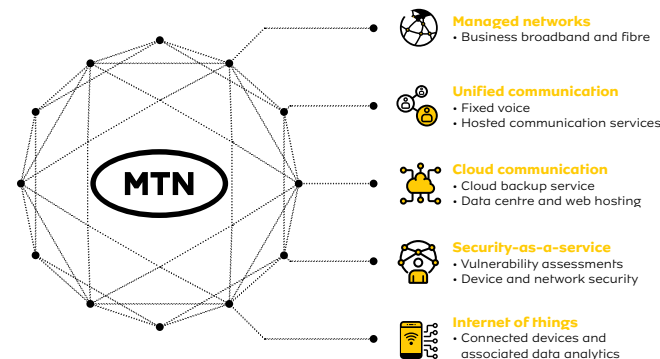 MTN
Managed networks
• Business broadband and fibre
Unified communication
• Fixed voice
• Hosted communication services
Cloud communication
• Cloud backup service
• Data centre and web hosting
Security-as-a-service
• Vulnerability assessments
• Device and network security
Internet of things
• Connected devices and
associated data analytics